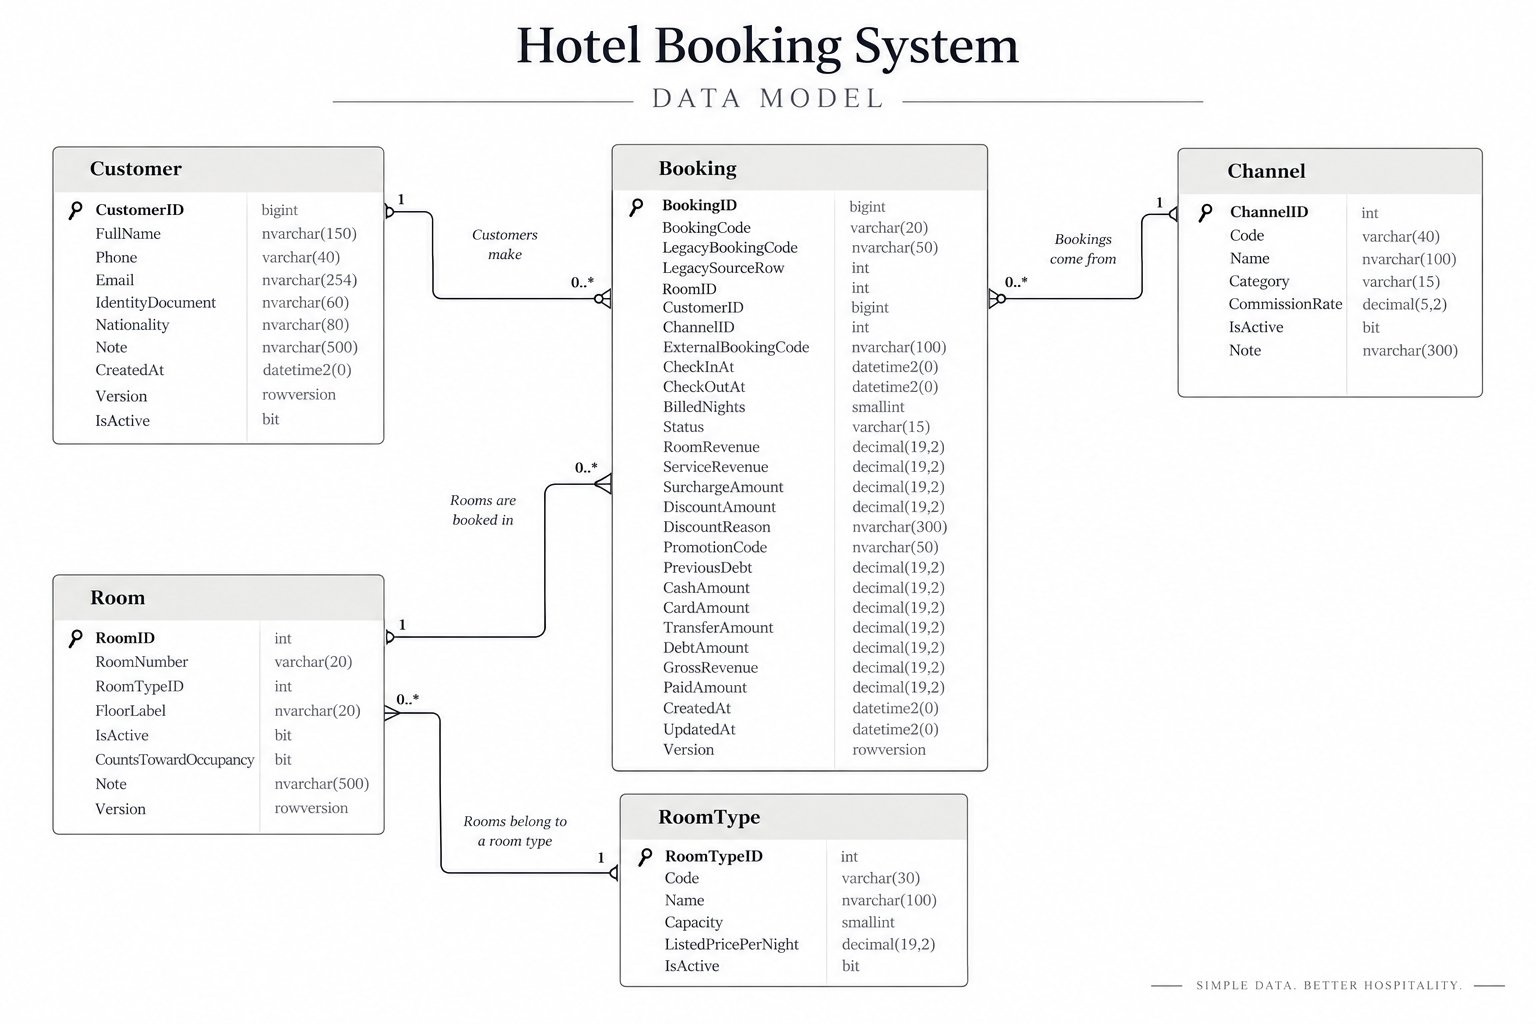 Hotel Booking System
DATA MODEL
Customer
CustomerID bigint
FullName nvarchar(150)
Phone varchar(40)
Email nvarchar(254)
IdentityDocument nvarchar(60)
Nationality nvarchar(80)
Note nvarchar(500)
CreatedAt datetime2(0)
Version rowversion
IsActive bit
1
Customers
make
0..*
Booking
BookingID bigint
BookingCode varchar(20)
LegacyBookingCode nvarchar(50)
LegacySourceRow int
RoomID int
CustomerID bigint
ChannelID int
ExternalBookingCode nvarchar(100)
CheckInAt datetime2(0)
CheckOutAt datetime2(0)
BilledNights smallint
Status varchar(15)
RoomRevenue decimal(19,2)
ServiceRevenue decimal(19,2)
SurchargeAmount decimal(19,2)
DiscountAmount decimal(19,2)
DiscountReason nvarchar(300)
PromotionCode nvarchar(50)
PreviousDebt decimal(19,2)
CashAmount decimal(19,2)
CardAmount decimal(19,2)
TransferAmount decimal(19,2)
DebtAmount decimal(19,2)
GrossRevenue decimal(19,2)
PaidAmount decimal(19,2)
CreatedAt datetime2(0)
UpdatedAt datetime2(0)
Version rowversion
0..*
Bookings
come from
1
Channel
ChannelID int
Code varchar(40)
Name nvarchar(100)
Category varchar(15)
CommissionRate decimal(5,2)
IsActive bit
Note nvarchar(300)
0..*
Rooms are
booked in
1
Room
RoomID int
RoomNumber varchar(20)
RoomTypeID int
FloorLabel nvarchar(20)
IsActive bit
CountsTowardOccupancy bit
Note nvarchar(500)
Version rowversion
0..*
Rooms belong to
a room type
1
RoomType
RoomTypeID int
Code varchar(30)
Name nvarchar(100)
Capacity smallint
ListedPricePerNight decimal(19,2)
IsActive bit
SIMPLE DATA. BETTER HOSPITALITY.